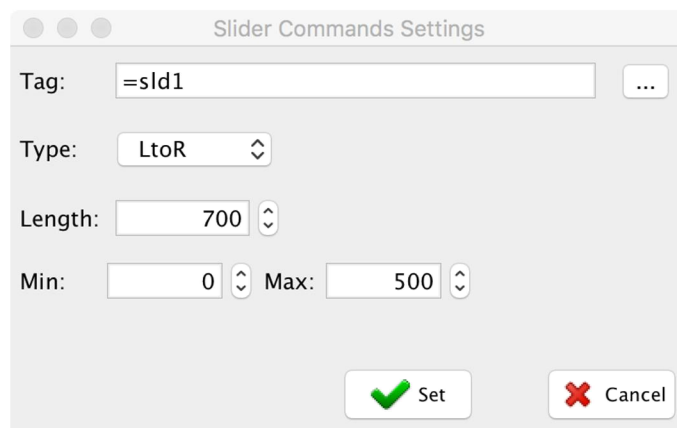 Slider Commands Settings
Tag: =sld1 ...
Type: LtoR
Length: 700
Min: 0 Max: 500
Set Cancel